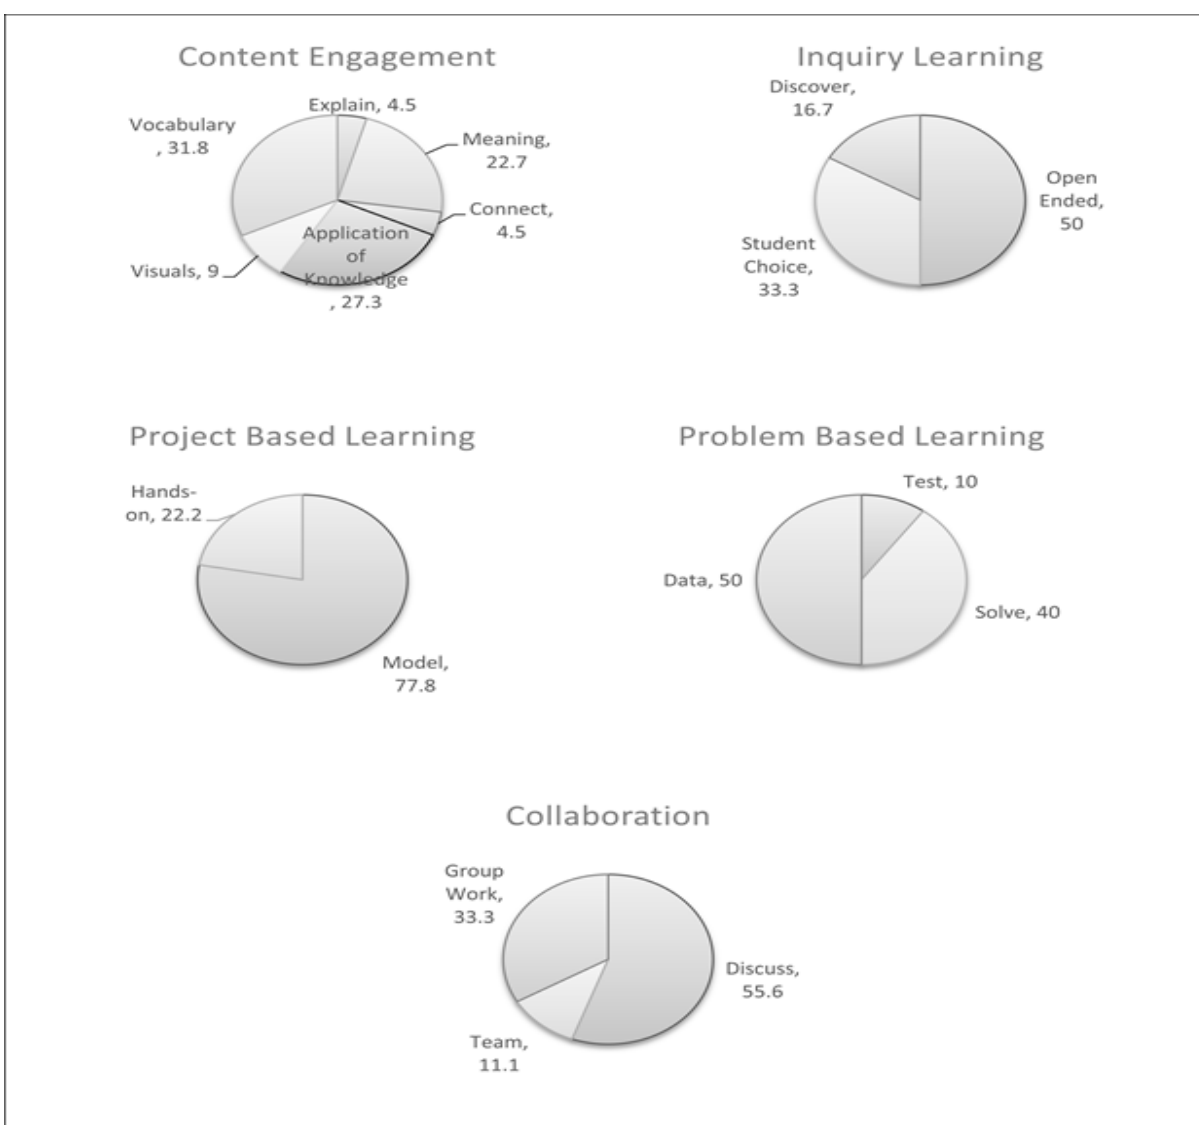 Content Engagement
Explain, 4.5
Vocabulary
, 31.8
Meaning,
22.7
Connect,
4.5
Application
of
Knowledge
, 27.3
Visuals, 9
Inquiry Learning
Discover,
16.7
Open
Ended,
50
Student
Choice,
33.3
Project Based Learning
Hands-
on, 22.2
Model,
77.8
Problem Based Learning
Test, 10
Data, 50
Solve, 40
Collaboration
Group
Work,
33.3
Discuss,
55.6
Team,
11.1